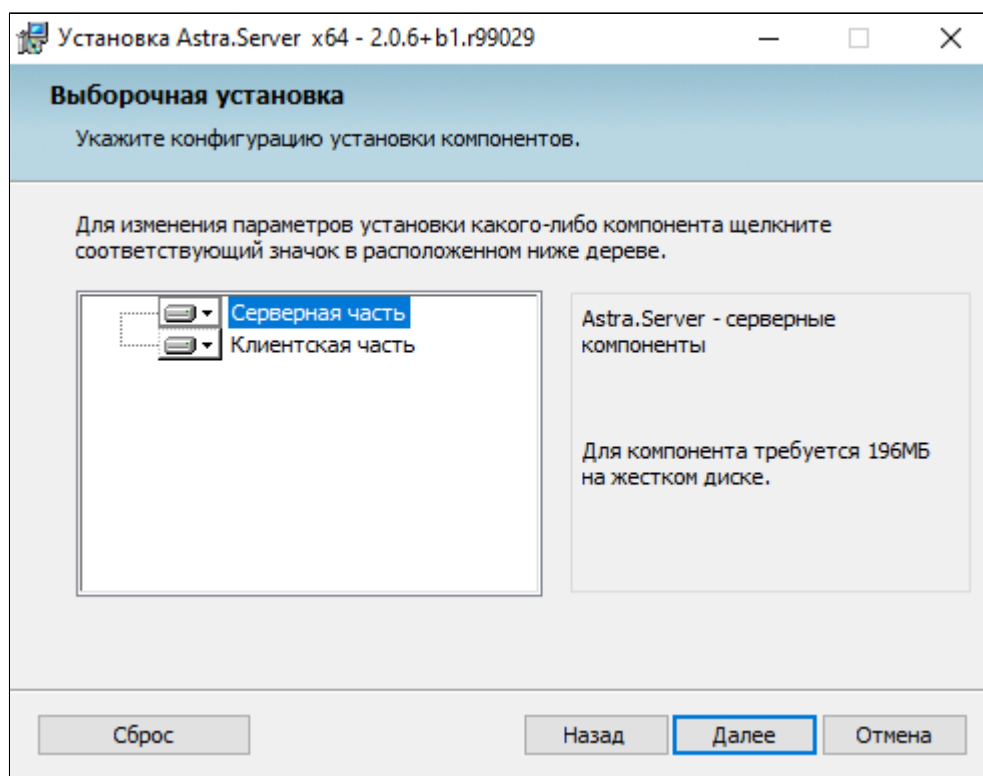 Установка Astra.Server x64 - 2.0.6+b1.r99029
Выборочная установка
Укажите конфигурацию установки компонентов.
Для изменения параметров установки какого-либо компонента щелкните
соответствующий значок в расположенном ниже дереве.
Серверная часть
Клиентская часть
Astra.Server - серверные
компоненты
Для компонента требуется 196МБ
на жестком диске.
Сброс
Назад
Далее
Отмена